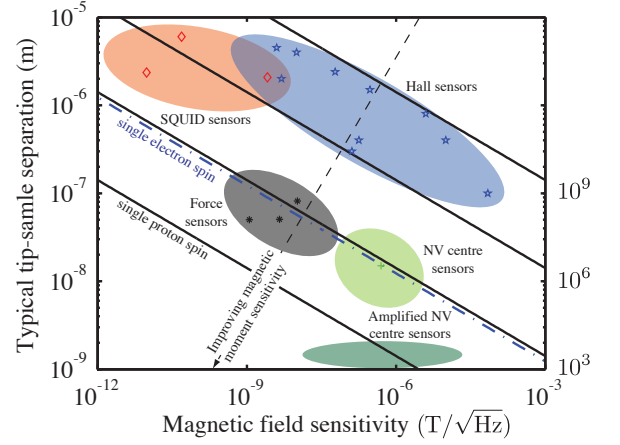 10^-5
10^-6
10^-7
10^-8
10^-9
Typical tip-samle separation (m)
Hall sensors
SQUID sensors
single electron spin
single proton spin
Force
sensors
NV centre
sensors
Improving magnetic
moment sensitivity
Amplified NV
centre sensors
10^9
10^6
10^3
10^-12
10^-9
10^-6
10^-3
Magnetic field sensitivity (T/√Hz)